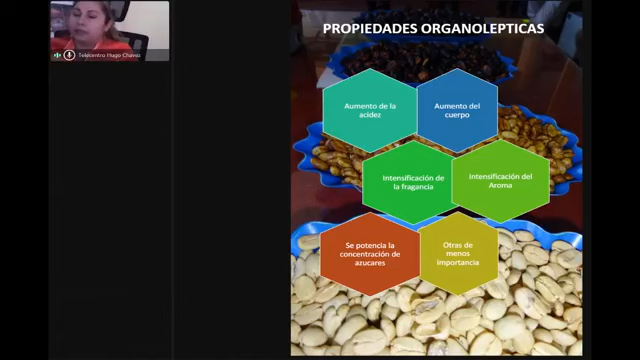 PROPIEDADES ORGANOLEPTICAS
Aumento de la
acidez
Aumento del
cuerpo
Intensificación de
la fragancia
Intensificación del
Aroma
Se potencia la
concentración de
azucares
Otras de
menos
importancia
Telecentro Hugo Chavez